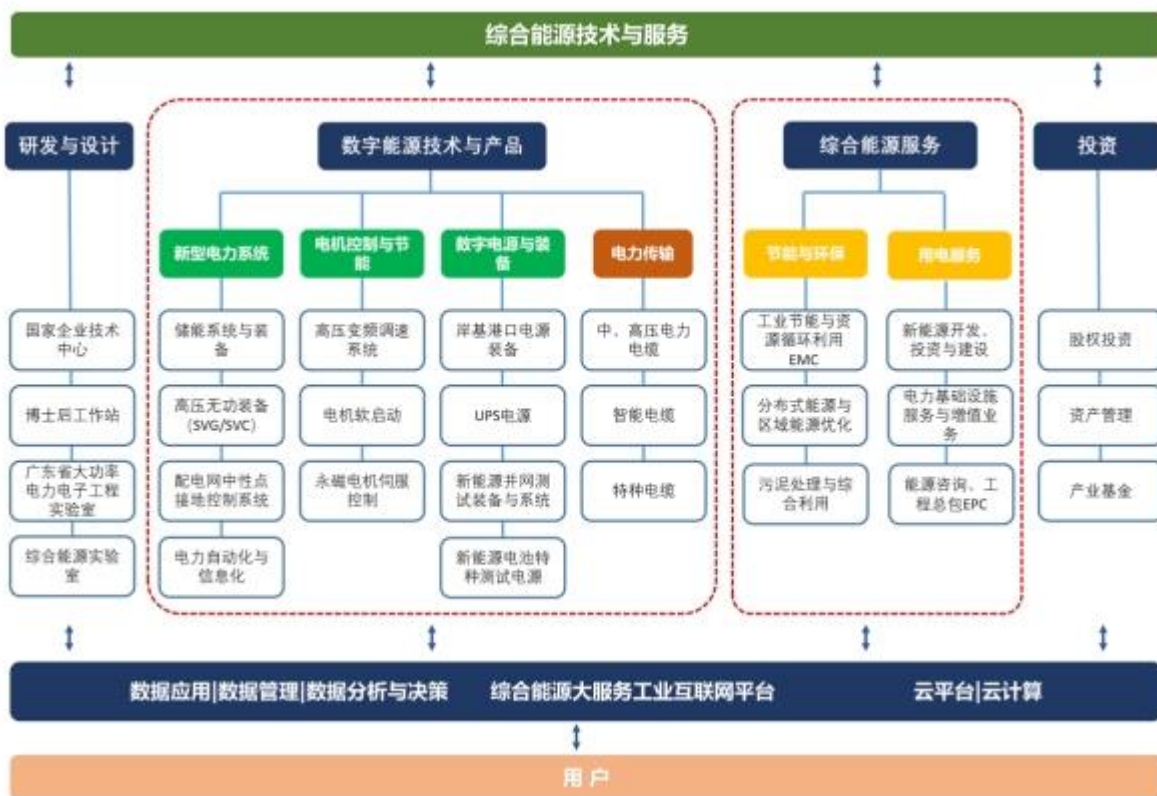 综合能源技术与服务
研发与设计
数字能源技术与产品
综合能源服务
投资
新型电力系统
电机控制与节
能
数字电源与装
备
电力传输
节能与环保
用电服务
国家企业技术
中心
储能系统与装
备
高压变频调速
系统
岸基港口电源
装备
中、高压电力
电缆
工业节能与资
源循环利用
EMC
新能源开发、
投资与建设
股权投资
博士后工作站
高压无功装备
(SVG/SVC)
电机软启动
UPS电源
智能电缆
分布式能源与
区域能源优化
电力基础设施
服务与增值业
务
资产管理
广东省大功率
电力电子工程
实验室
配电网中性点
接地控制系统
永磁电机伺服
控制
新能源并网测
试装备与系统
特种电缆
污泥处理与综
合利用
能源咨询、工
程总包EPC
产业基金
综合能源实验
室
电力自动化与
信息化
新能源电池特
种测试电源
数据应用|数据管理|数据分析与决策 综合能源大服务工业互联网平台 云平台|云计算
用 户